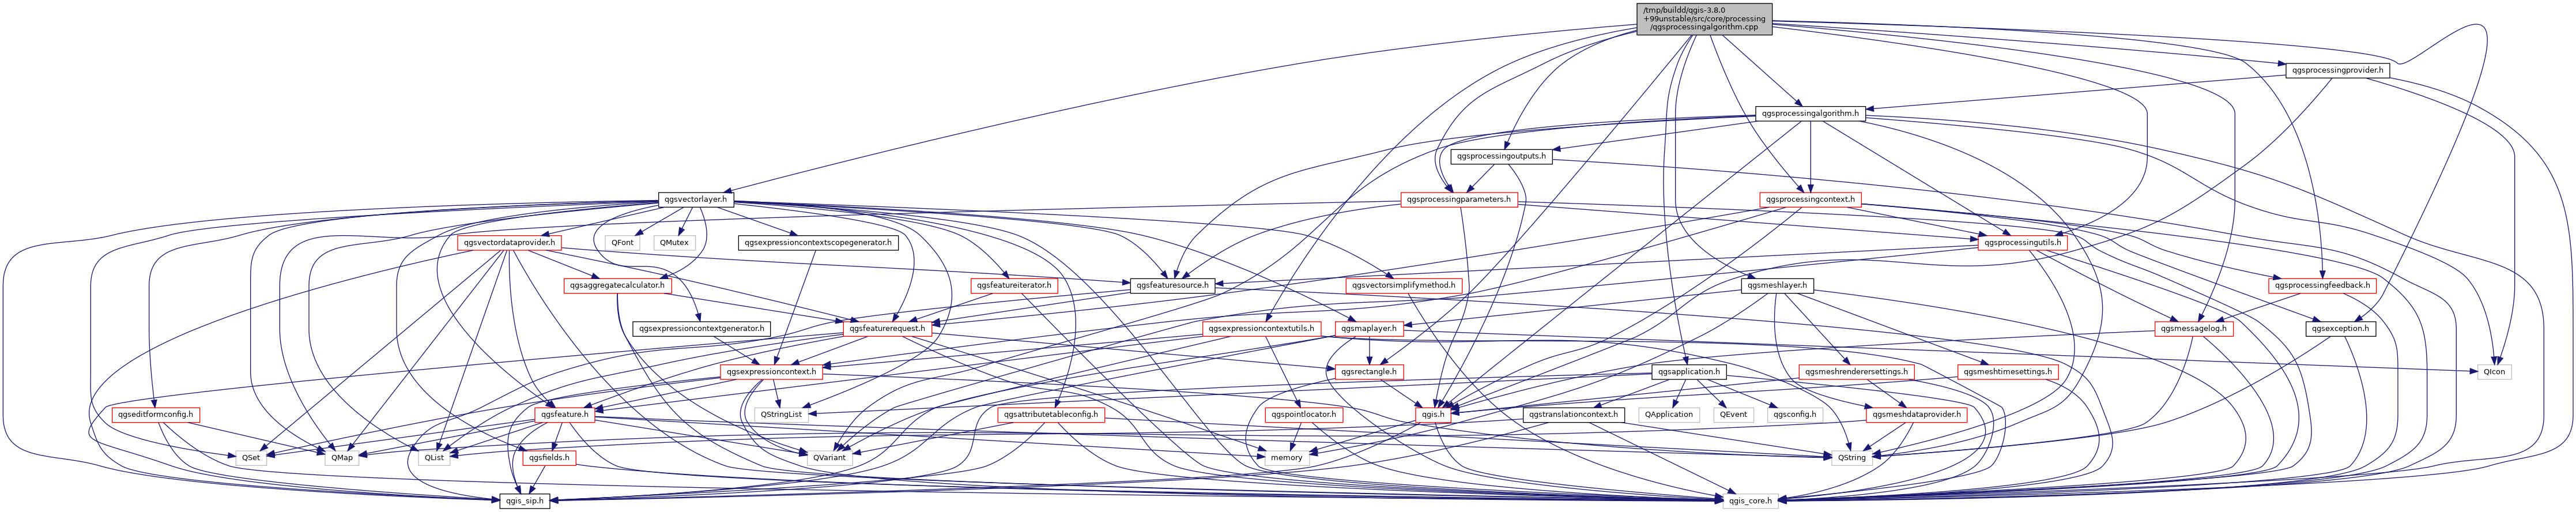 /tmp/buildd/qgis-3.8.0
+99unstable/src/core/processing
/qgsprocessingalgorithm.cpp
qgsprocessingprovider.h
qgsprocessingalgorithm.h
qgsprocessingoutputs.h
qgsvectorlayer.h
qgsprocessingparameters.h
qgsprocessingcontext.h
qgsvectordataprovider.h
QFont
QMutex
qgsexpressioncontextscopegenerator.h
qgsprocessingutils.h
qgsaggregatecalculator.h
qgsfeatureiterator.h
qgsfeaturesource.h
qgsvectorsimplifymethod.h
qgsmeshlayer.h
qgsprocessingfeedback.h
qgsexpressioncontextgenerator.h
qgsfeaturerequest.h
qgsexpressioncontextutils.h
qgsmaplayer.h
qgsmessagelog.h
qgsexception.h
qgsexpressioncontext.h
qgsrectangle.h
qgsapplication.h
qgsmeshrenderersettings.h
qgsmeshtimesettings.h
QIcon
qgseditformconfig.h
qgsfeature.h
QStringList
qgsattributetableconfig.h
qgspointlocator.h
qgis.h
qgstranslationcontext.h
QApplication
QEvent
qgsconfig.h
qgsmeshdataprovider.h
QSet
QMap
QList
qgsfields.h
QVariant
memory
QString
qgis_sip.h
qgis_core.h